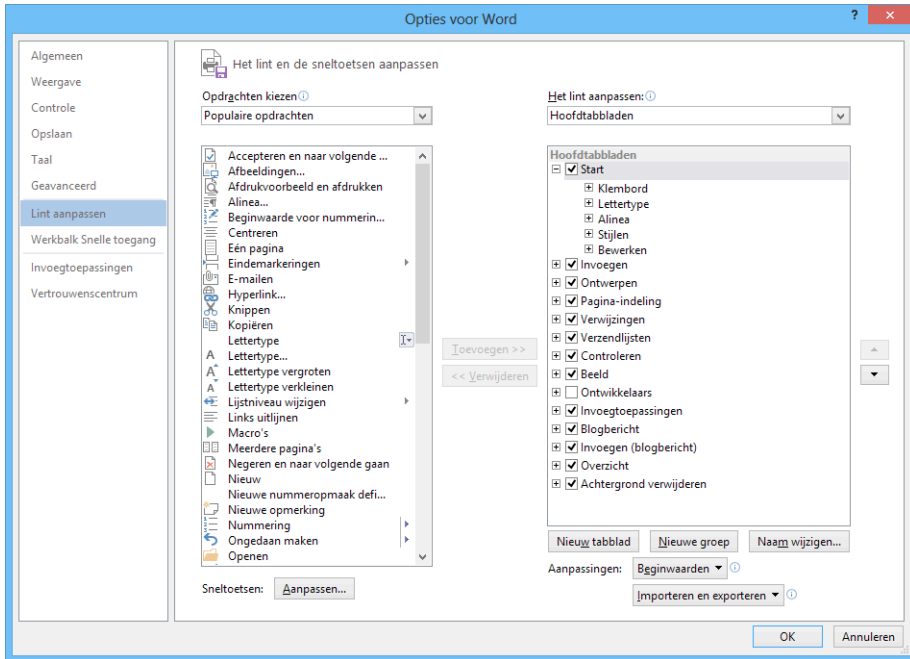 Opties voor Word
?
Algemeen
Weergave
Controle
Opslaan
Taal
Geavanceerd
Lint aanpassen
Werkbalk Snelle toegang
Invoegtoepassingen
Vertrouwenscentrum
Het lint en de sneltoetsen aanpassen
Opdrachten kiezen
Populaire opdrachten
Accepteren en naar volgende ...
Afbeeldingen...
Afdrukvoorbeeld en afdrukken
Alinea...
Beginwaarde voor nummerin...
Centreren
Eén pagina
Eindemarkeringen
E-mailen
Hyperlink...
Knippen
Kopiëren
Lettertype
Lettertype...
Lettertype vergroten
Lettertype verkleinen
Lijstniveau wijzigen
Links uitlijnen
Macro's
Meerdere pagina's
Negeren en naar volgende gaan
Nieuw
Nieuwe nummeropmaak defi...
Nieuwe opmerking
Nummering
Ongedaan maken
Openen
Sneltoetsen:
Aanpassen...
Toevoegen >>
<< Verwijderen
Het lint aanpassen:
Hoofdtabbladen
Hoofdtabbladen
Start
Klembord
Lettertype
Alinea
Stijlen
Bewerken
Invoegen
Ontwerpen
Pagina-indeling
Verwijzingen
Verzendlijsten
Controleren
Beeld
Ontwikkelaars
Invoegtoepassingen
Blogbericht
Invoegen (blogbericht)
Overzicht
Achtergrond verwijderen
Nieuw tabblad
Nieuwe groep
Naam wijzigen...
Aanpassingen:
Beginwaarden
Importeren en exporteren
OK
Annuleren